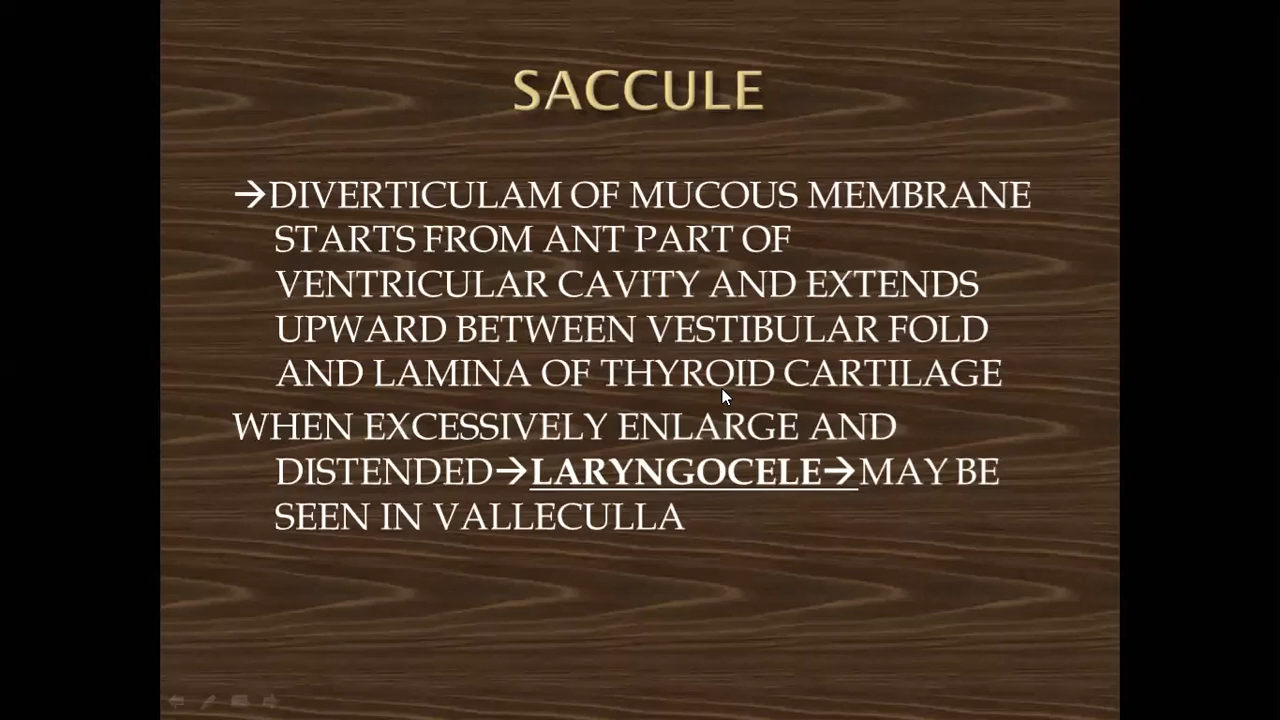 SACCULE
→DIVERTICULAM OF MUCOUS MEMBRANE
STARTS FROM ANT PART OF
VENTRICULAR CAVITY AND EXTENDS
UPWARD BETWEEN VESTIBULAR FOLD
AND LAMINA OF THYROID CARTILAGE
WHEN EXCESSIVELY ENLARGE AND
DISTENDED→LARYNGOCELE→MAY BE
SEEN IN VALLECULLA